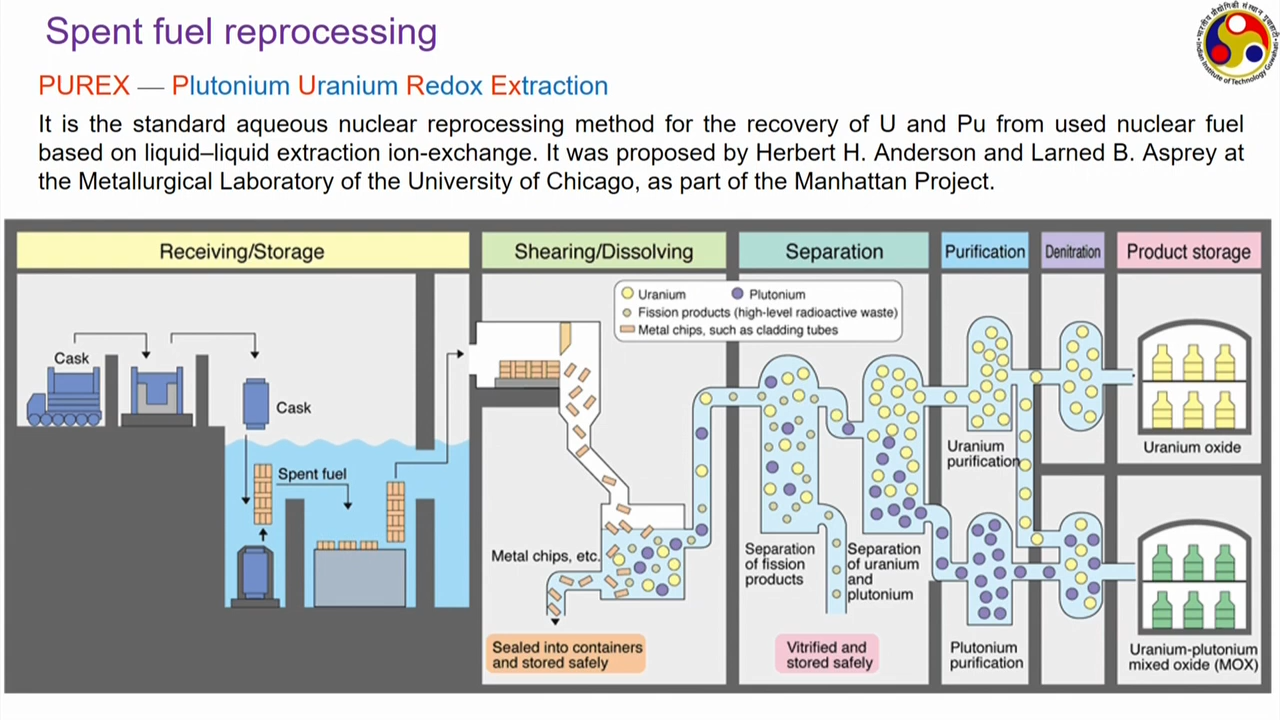 Spent fuel reprocessing
PUREX — Plutonium Uranium Redox Extraction
It is the standard aqueous nuclear reprocessing method for the recovery of U and Pu from used nuclear fuel
based on liquid–liquid extraction ion-exchange. It was proposed by Herbert H. Anderson and Larned B. Asprey at
the Metallurgical Laboratory of the University of Chicago, as part of the Manhattan Project.
Receiving/Storage
Shearing/Dissolving
Separation
Purification
Denitration
Product storage
Uranium
Plutonium
Fission products (high-level radioactive waste)
Metal chips, such as cladding tubes
Cask
Cask
Spent fuel
Metal chips, etc.
Sealed into containers
and stored safely
Separation
of fission
products
Separation
of uranium
and
plutonium
Vitrified and
stored safely
Uranium
purification
Plutonium
purification
Uranium oxide
Uranium-plutonium
mixed oxide (MOX)
Indian Institute of Technology Guwahati